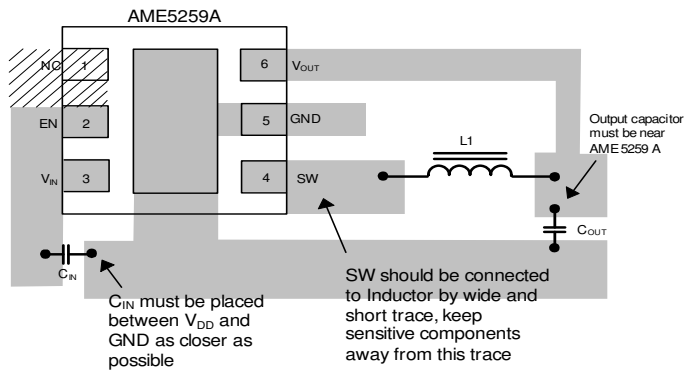 AME5259A
NC 1
6 VOUT
EN 2
5 GND
VIN 3
4 SW
L1
Output capacitor
must be near
AME5259 A
COUT
CIN
CIN must be placed
between VDD and
GND as closer as
possible
SW should be connected
to Inductor by wide and
short trace, keep
sensitive components
away from this trace